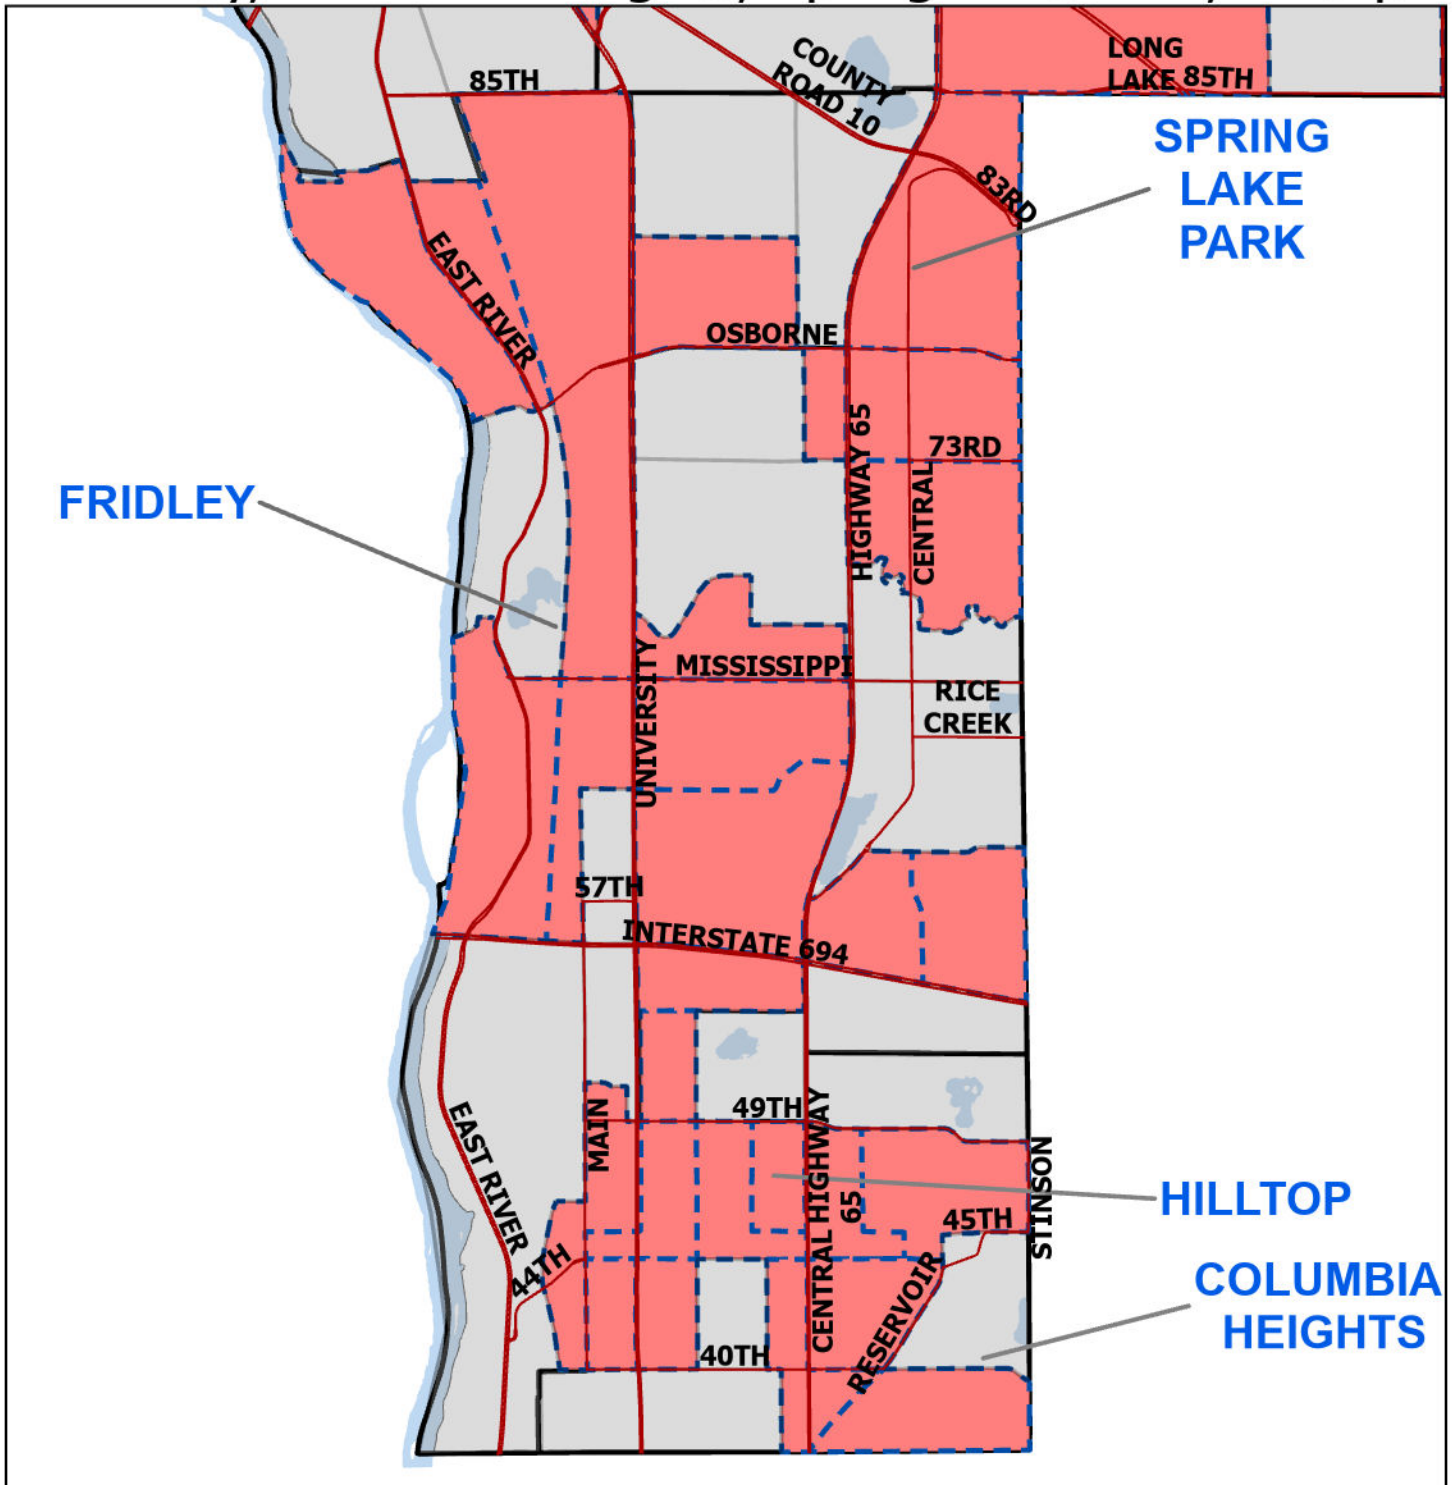 85TH
COUNTY
ROAD 10
LONG
LAKE 85TH
SPRING
LAKE
PARK
83RD
EAST RIVER
OSBORNE
HIGHWAY 65
73RD
CENTRAL
FRIDLEY
UNIVERSITY
MISSISSIPPI
RICE
CREEK
57TH
INTERSTATE 694
EAST RIVER
MAIN
49TH
CENTRAL HIGHWAY
65
STINSON
HILLTOP
45TH
44TH
RESERVOIR
COLUMBIA
HEIGHTS
40TH